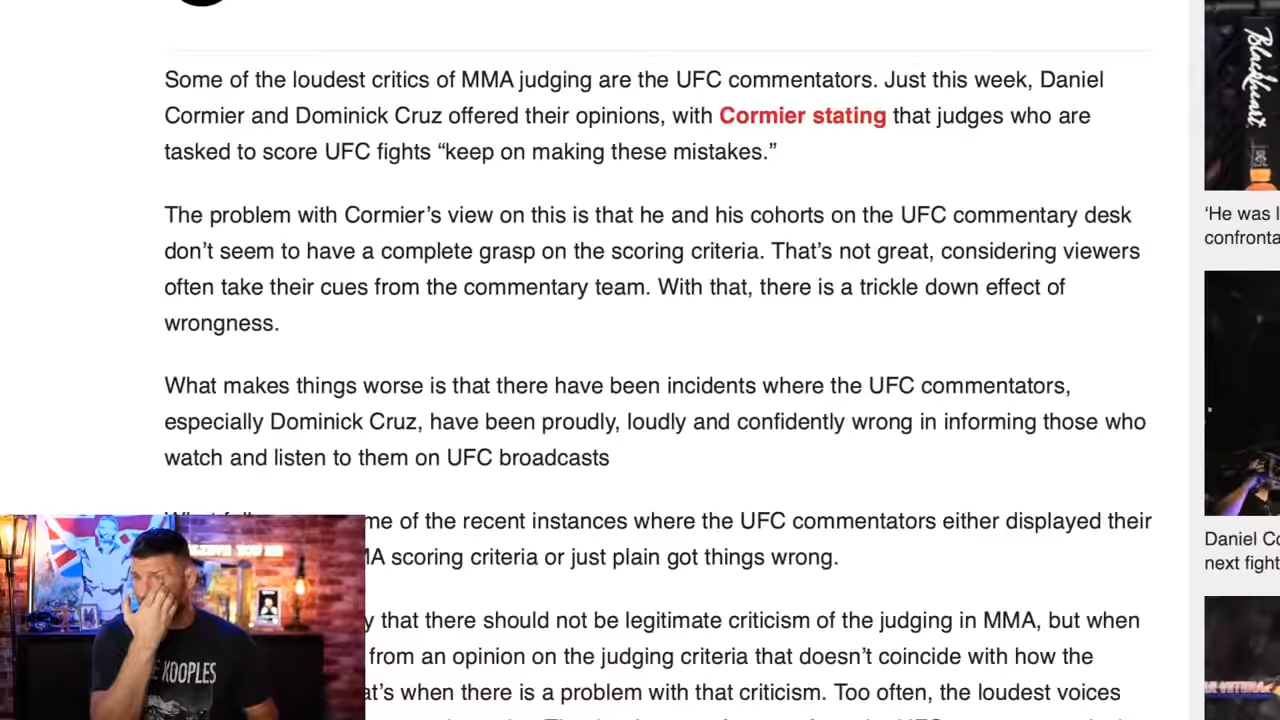 Some of the loudest critics of MMA judging are the UFC commentators. Just this week, Daniel
Cormier and Dominick Cruz offered their opinions, with Cormier stating that judges who are
tasked to score UFC fights “keep on making these mistakes.”
The problem with Cormier’s view on this is that he and his cohorts on the UFC commentary desk
don’t seem to have a complete grasp on the scoring criteria. That’s not great, considering viewers
often take their cues from the commentary team. With that, there is a trickle down effect of
wrongness.
What makes things worse is that there have been incidents where the UFC commentators,
especially Dominick Cruz, have been proudly, loudly and confidently wrong in informing those who
watch and listen to them on UFC broadcasts
me of the recent instances where the UFC commentators either displayed their
MA scoring criteria or just plain got things wrong.
y that there should not be legitimate criticism of the judging in MMA, but when
from an opinion on the judging criteria that doesn’t coincide with how the
at’s when there is a problem with that criticism. Too often, the loudest voices
Blackheart
‘He was l
confronta
Daniel Co
next fight
KOOPLES